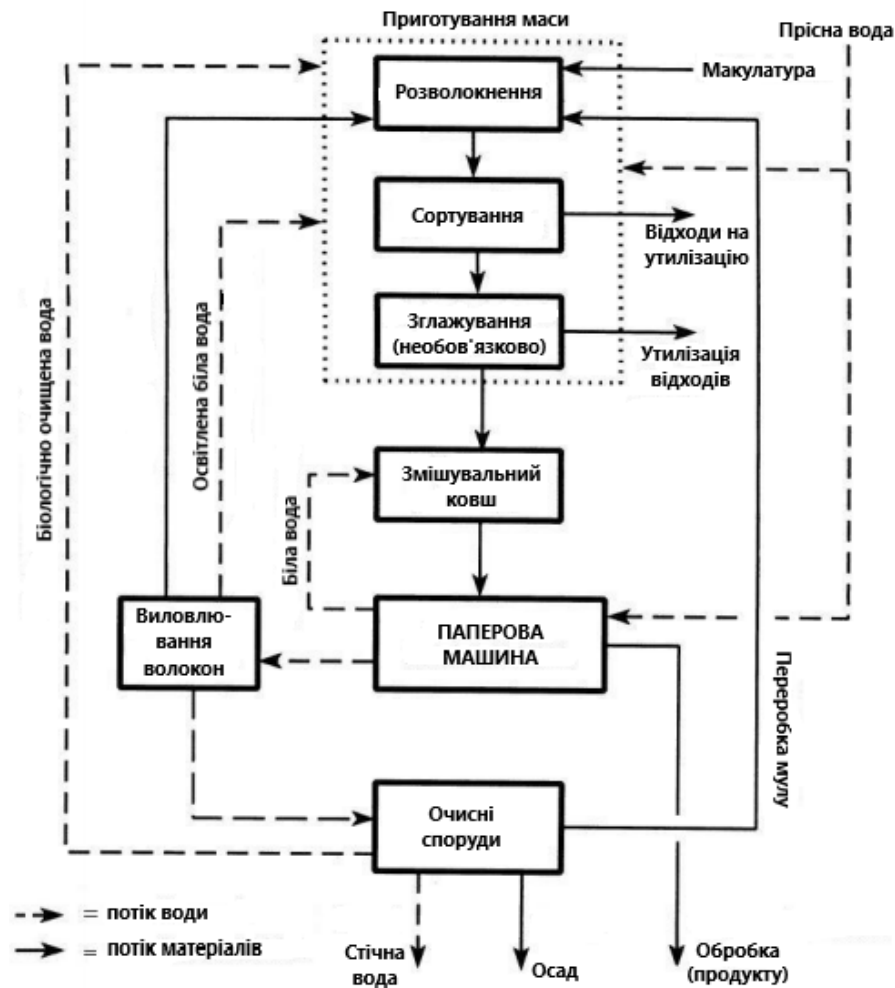 Приготування маси
Прісна вода
Макулатура
Розволокнення
Сортування
Відходи на
утилізацію
Зглажування
(необов'язково)
Утилізація
відходів
Біологічно очищена вода
Освітлена біла вода
Біла вода
Змішувальний
ковш
Виловлю-
вання
волокон
ПАПЕРОВА
МАШИНА
Переробка мулу
Очисні
споруди
= потік води
= потік матеріалів
Стічна
вода
Осад
Обробка
(продукту)